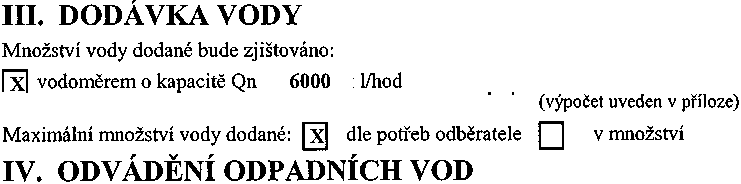 III. DODÁVKA VODY
Množství vody dodané bude zjištováno:
X vodoměrem o kapacitě Qn 6000 l/hod
(výpočet uveden v příloze)
Maximální množství vody dodané: X dle potřeb odběratele v množství
IV. ODVÁDĚNÍ ODPADNÍCH VOD